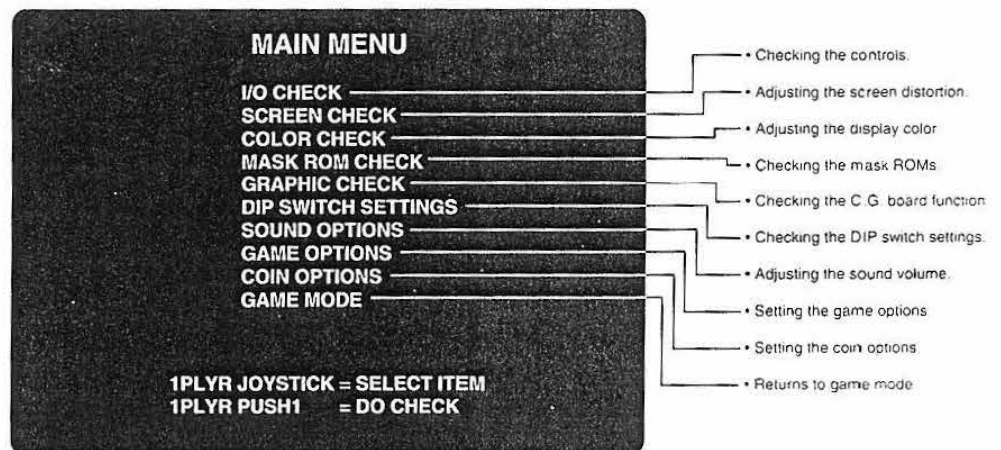 MAIN MENU
I/O CHECK
SCREEN CHECK
COLOR CHECK
MASK ROM CHECK
GRAPHIC CHECK
DIP SWITCH SETTINGS
SOUND OPTIONS
GAME OPTIONS
COIN OPTIONS
GAME MODE
1PLYR JOYSTICK = SELECT ITEM
1PLYR PUSH1 = DO CHECK
• Checking the controls.
• Adjusting the screen distortion.
• Adjusting the display color
• Checking the mask ROMs.
• Checking the C.G. board function
• Checking the DIP switch settings.
• Adjusting the sound volume.
• Setting the game options
• Setting the coin options
• Returns to game mode